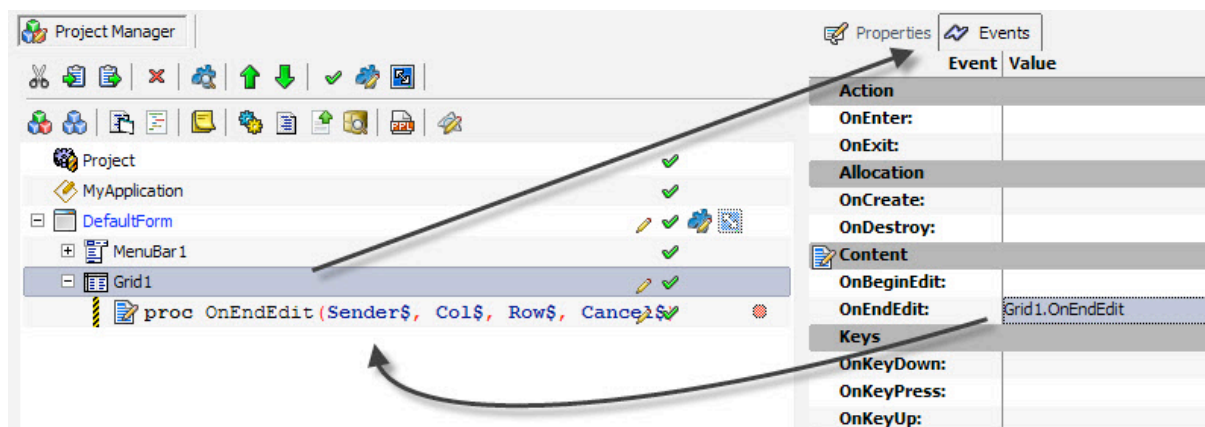 Project Manager
Project
MyApplication
DefaultForm
MenuBar1
Grid1
proc OnEndEdit(Sender$, Col$, Row$, Cancel$)
PPL
Properties
Events
Event Value
Action
OnEnter:
OnExit:
Allocation
OnCreate:
OnDestroy:
Content
OnBeginEdit:
OnEndEdit: Grid1.OnEndEdit
Keys
OnKeyDown:
OnKeyPress:
OnKeyUp: